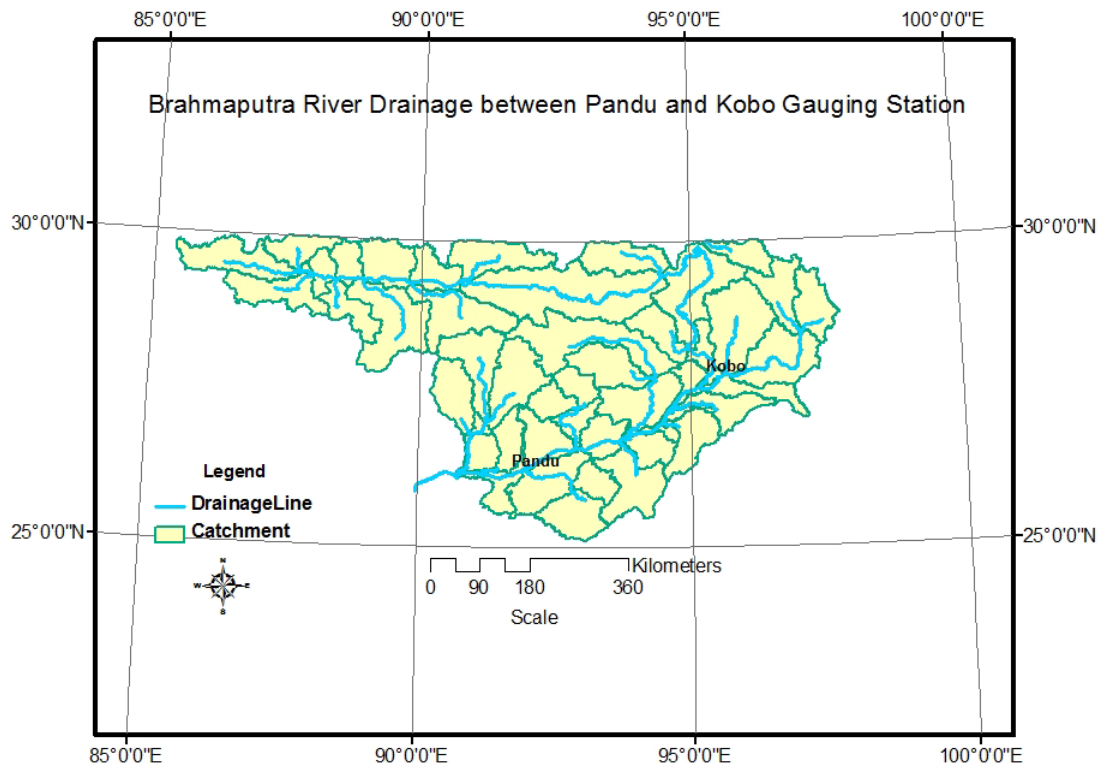 85°0'0"E 90°0'0"E 95°0'0"E 100°0'0"E
Brahmaputra River Drainage between Pandu and Kobo Gauging Station
30°0'0"N 30°0'0"N
Kobo
Pandu
Legend
DrainageLine
Catchment
25°0'0"N 25°0'0"N
N
W E
S
Kilometers
0 90 180 360
Scale
85°0'0"E 90°0'0"E 95°0'0"E 100°0'0"E